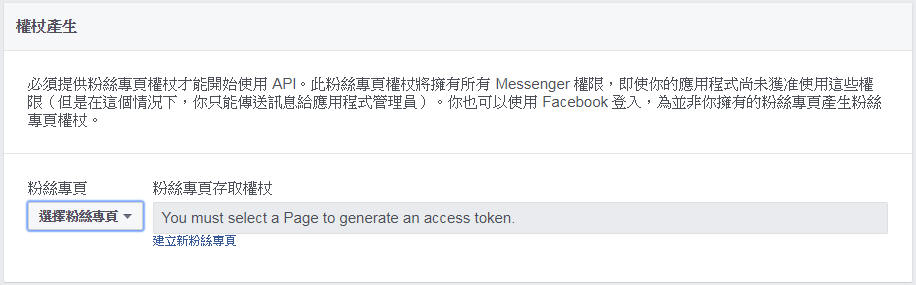 權杖產生
必須提供粉絲專頁權杖才能開始使用 API。此粉絲專頁權杖將擁有所有 Messenger 權限，即使你的應用程式尚未獲准使用這些權
限（但是在這個情況下，你只能傳送訊息給應用程式管理員）。你也可以使用 Facebook 登入，為並非你擁有的粉絲專頁產生粉絲
專頁權杖。
粉絲專頁
粉絲專頁存取權杖
選擇粉絲專頁
You must select a Page to generate an access token.
建立新粉絲專頁